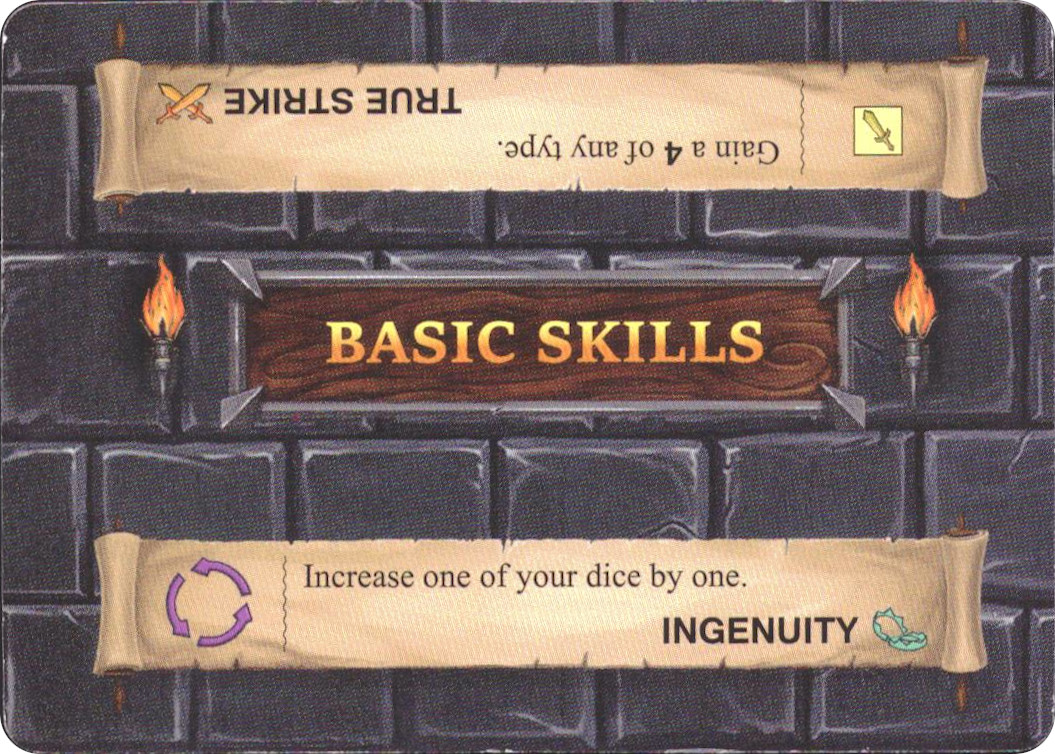 TRUE STRIKE
Gain a 4 of any type.
BASIC SKILLS
Increase one of your dice by one.
INGENUITY